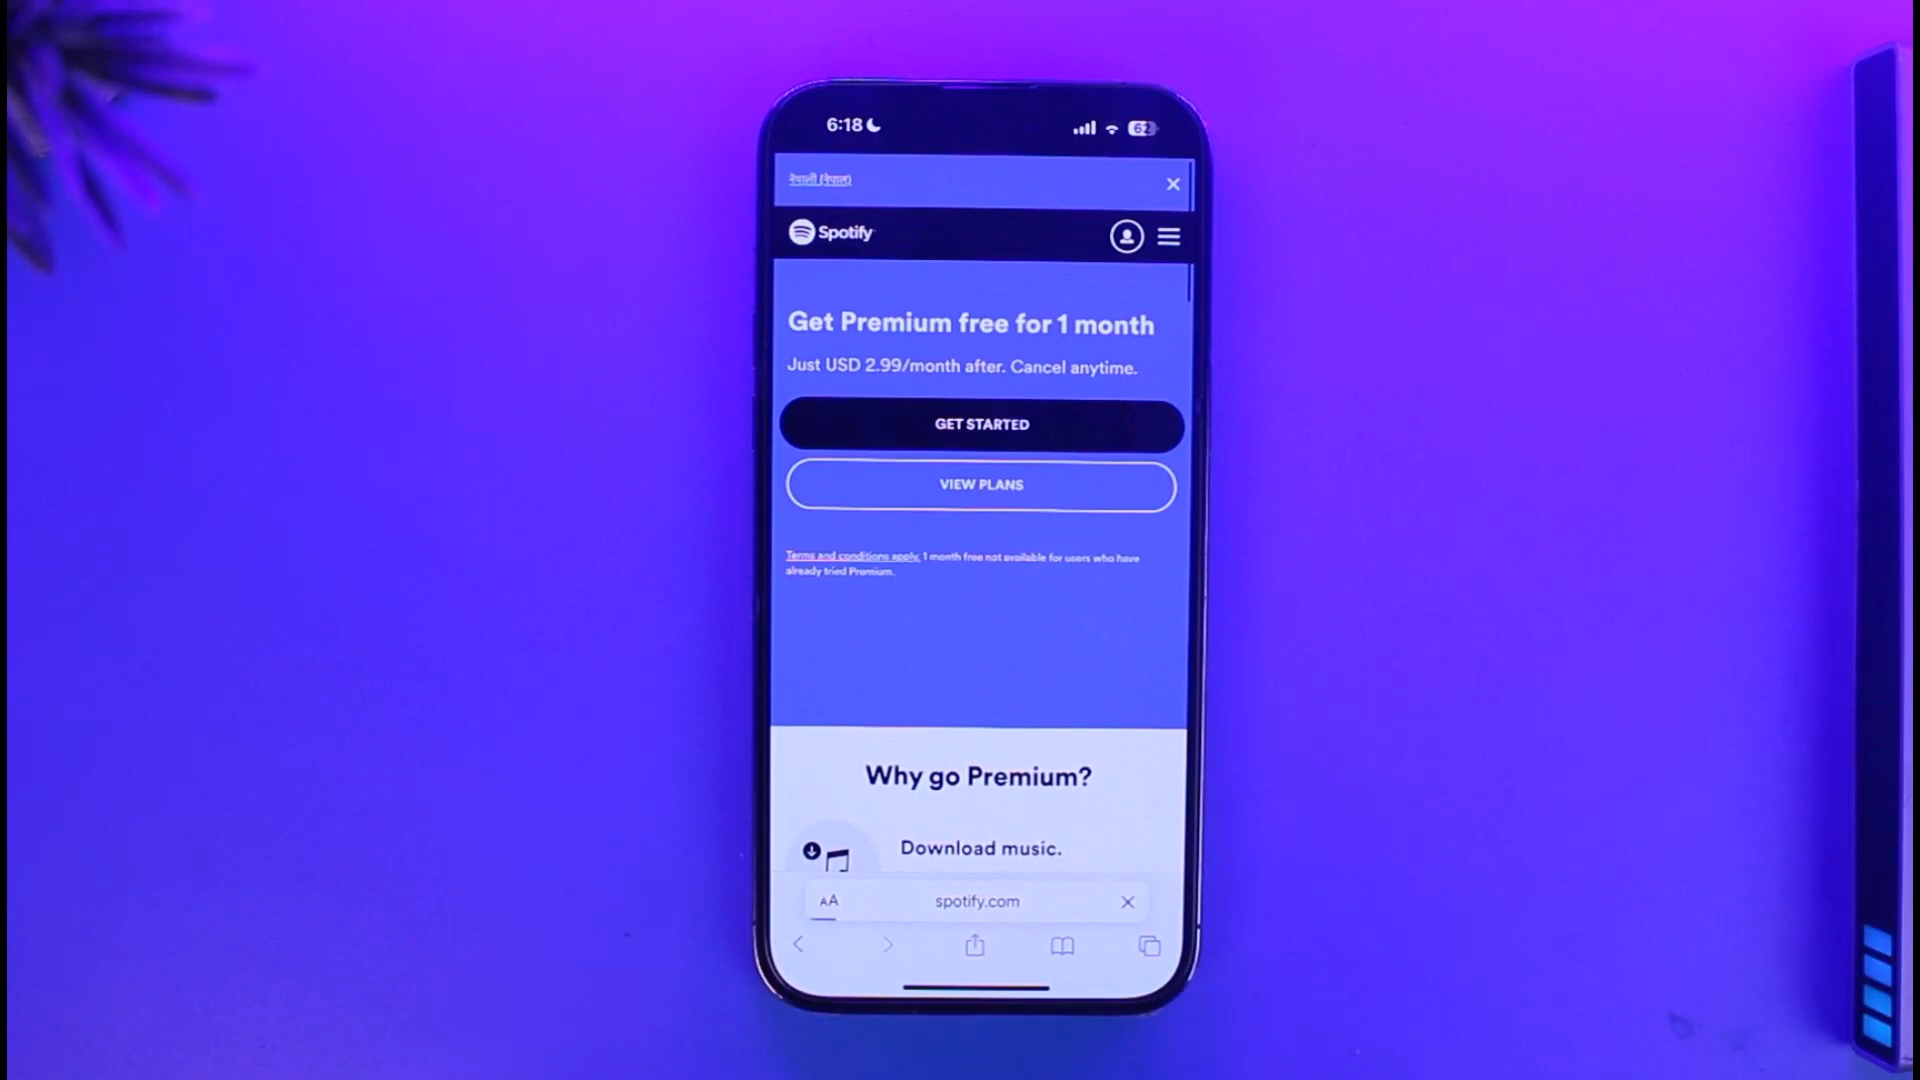 6:18
62
नेपाली (नेपाल)
Spotify
Get Premium free for 1 month
Just USD 2.99/month after. Cancel anytime.
GET STARTED
VIEW PLANS
Terms and conditions apply. 1 month free not available for users who have
already tried Premium.
Why go Premium?
Download music.
AA
spotify.com